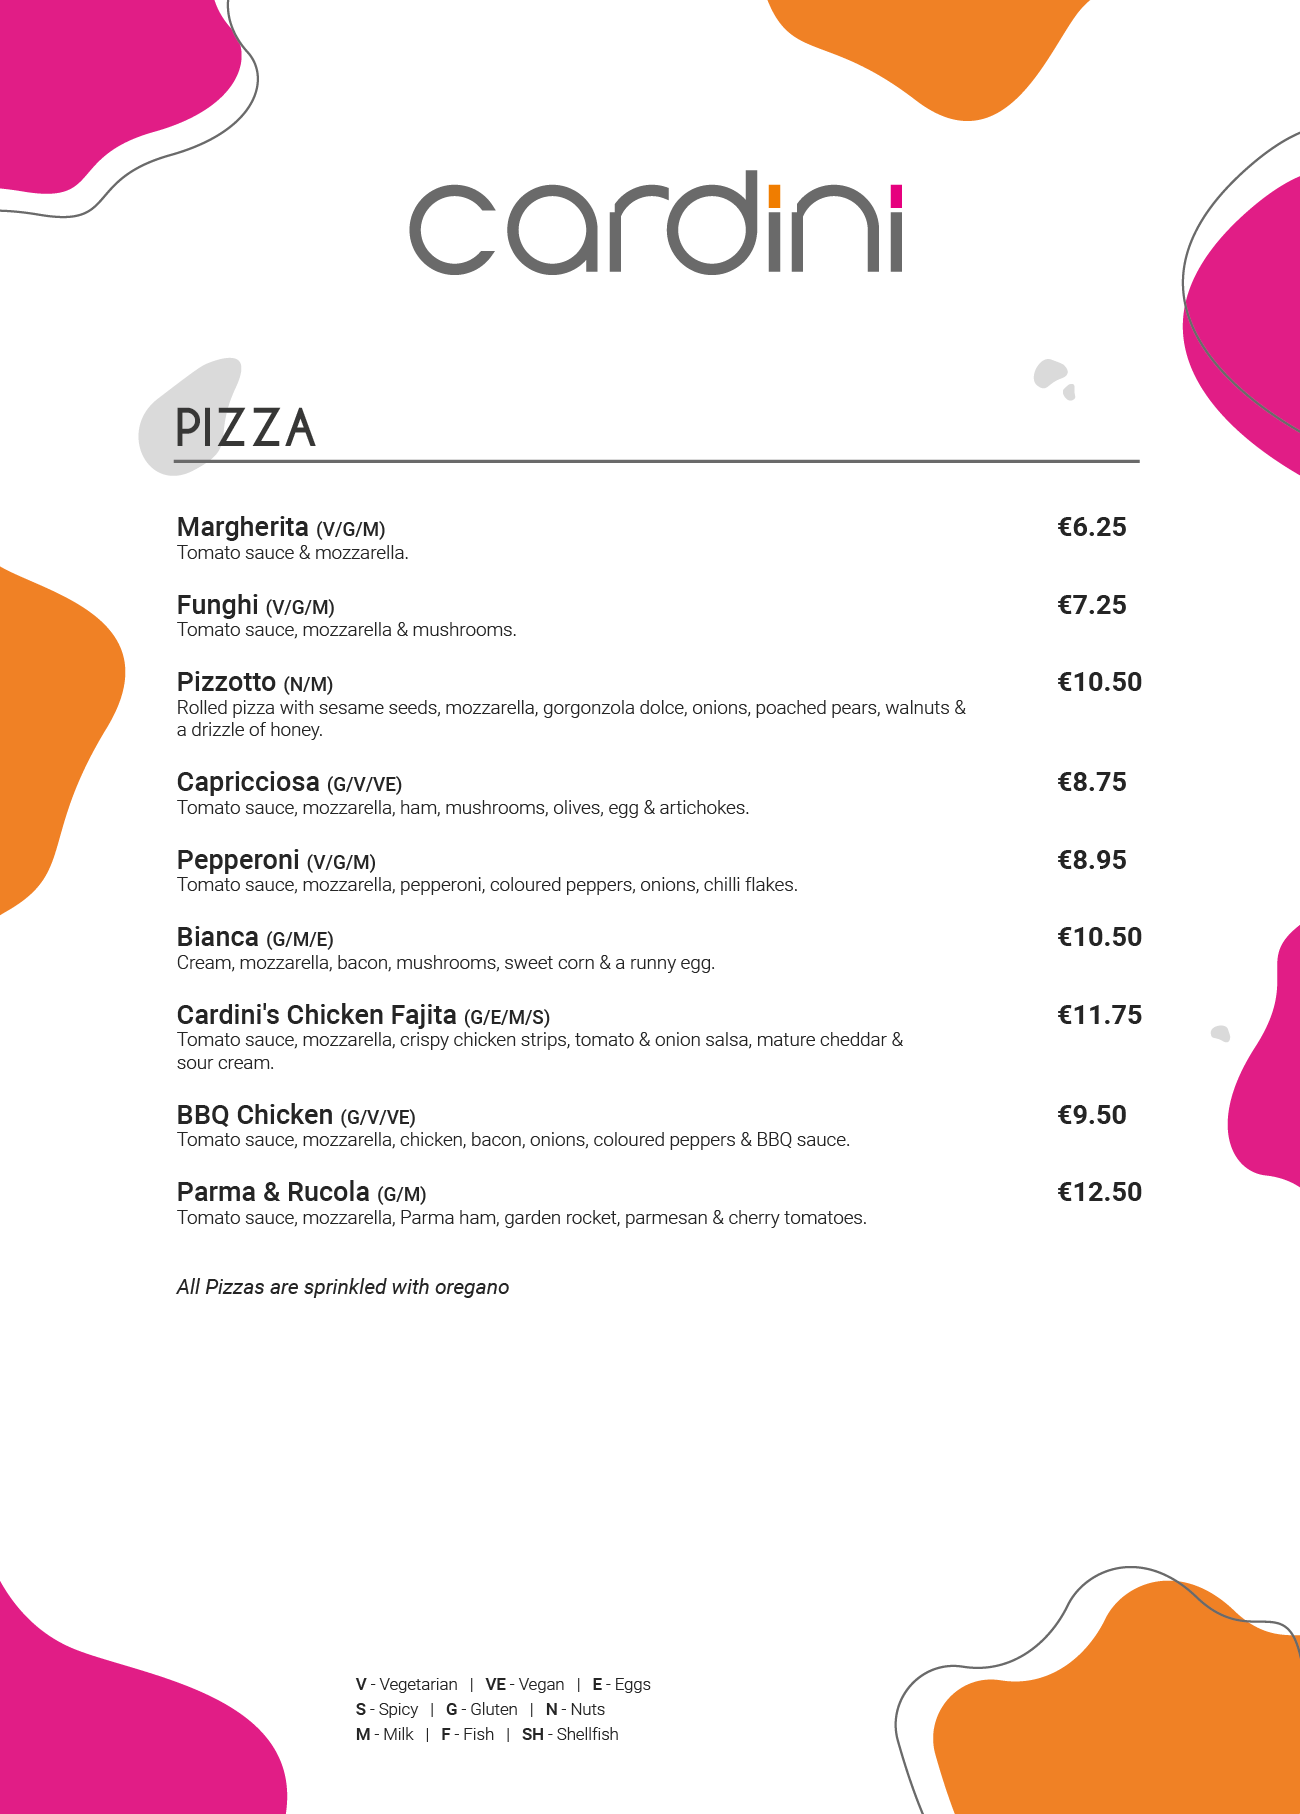 cardini
PIZZA
Margherita (V/G/M) €6.25
Tomato sauce & mozzarella.
Funghi (V/G/M) €7.25
Tomato sauce, mozzarella & mushrooms.
Pizzotto (N/M) €10.50
Rolled pizza with sesame seeds, mozzarella, gorgonzola dolce, onions, poached pears, walnuts &
a drizzle of honey.
Capricciosa (G/V/VE) €8.75
Tomato sauce, mozzarella, ham, mushrooms, olives, egg & artichokes.
Pepperoni (V/G/M) €8.95
Tomato sauce, mozzarella, pepperoni, coloured peppers, onions, chilli flakes.
Bianca (G/M/E) €10.50
Cream, mozzarella, bacon, mushrooms, sweet corn & a runny egg.
Cardini's Chicken Fajita (G/E/M/S) €11.75
Tomato sauce, mozzarella, crispy chicken strips, tomato & onion salsa, mature cheddar &
sour cream.
BBQ Chicken (G/V/VE) €9.50
Tomato sauce, mozzarella, chicken, bacon, onions, coloured peppers & BBQ sauce.
Parma & Rucola (G/M) €12.50
Tomato sauce, mozzarella, Parma ham, garden rocket, parmesan & cherry tomatoes.
All Pizzas are sprinkled with oregano
V - Vegetarian | VE - Vegan | E - Eggs
S - Spicy | G - Gluten | N - Nuts
M - Milk | F - Fish | SH - Shellfish